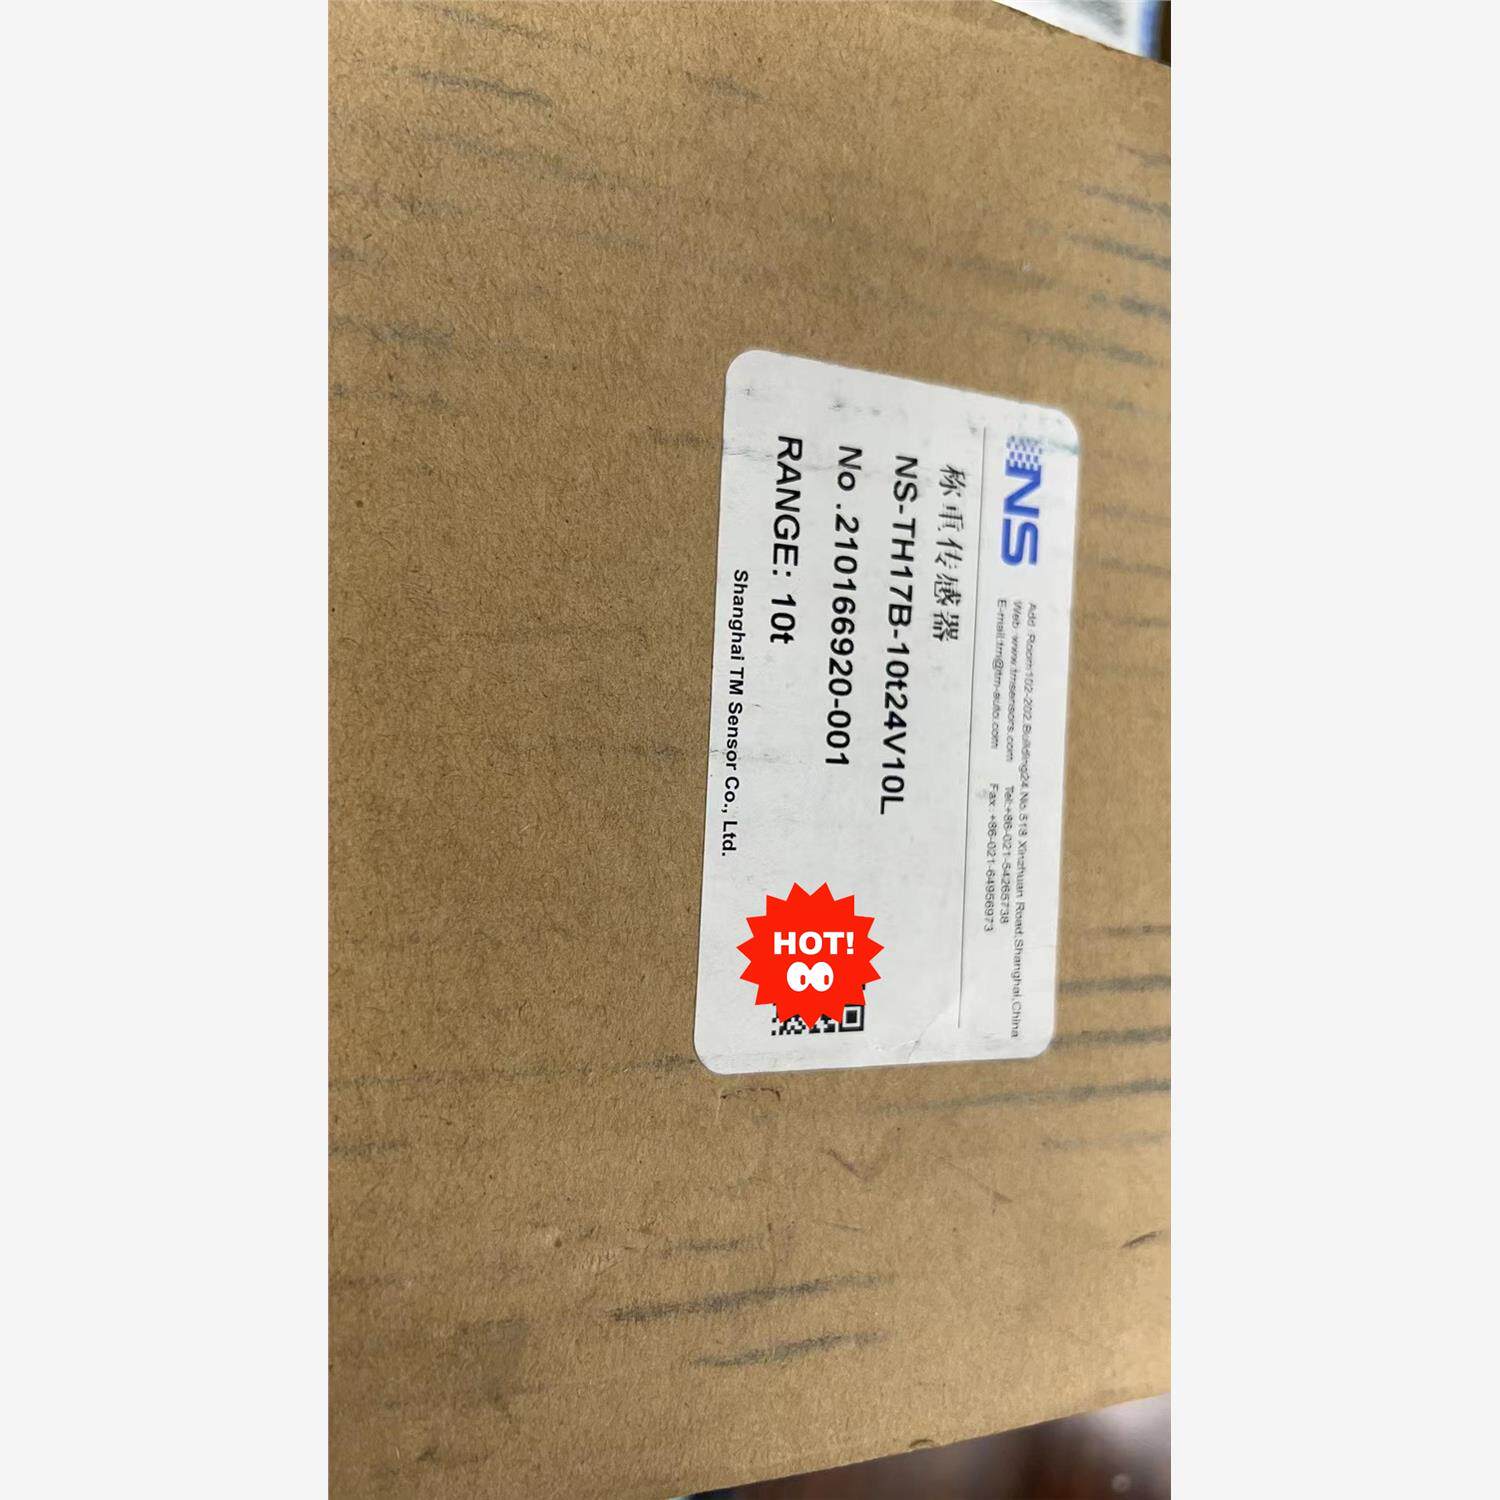 NS
Add :Room102-202.Building24.No.518 Xinzhuan Road,Shanghai,China
Web :www.tmsensors.com Tel:+86-021-54265738
E-mail:tm@tm-auto.com Fax: +86-021-64956973
称重传感器
NS-TH17B-10t24V10L
No .210166920-001
RANGE: 10t
Shanghai TM Sensor Co., Ltd.
HOT!